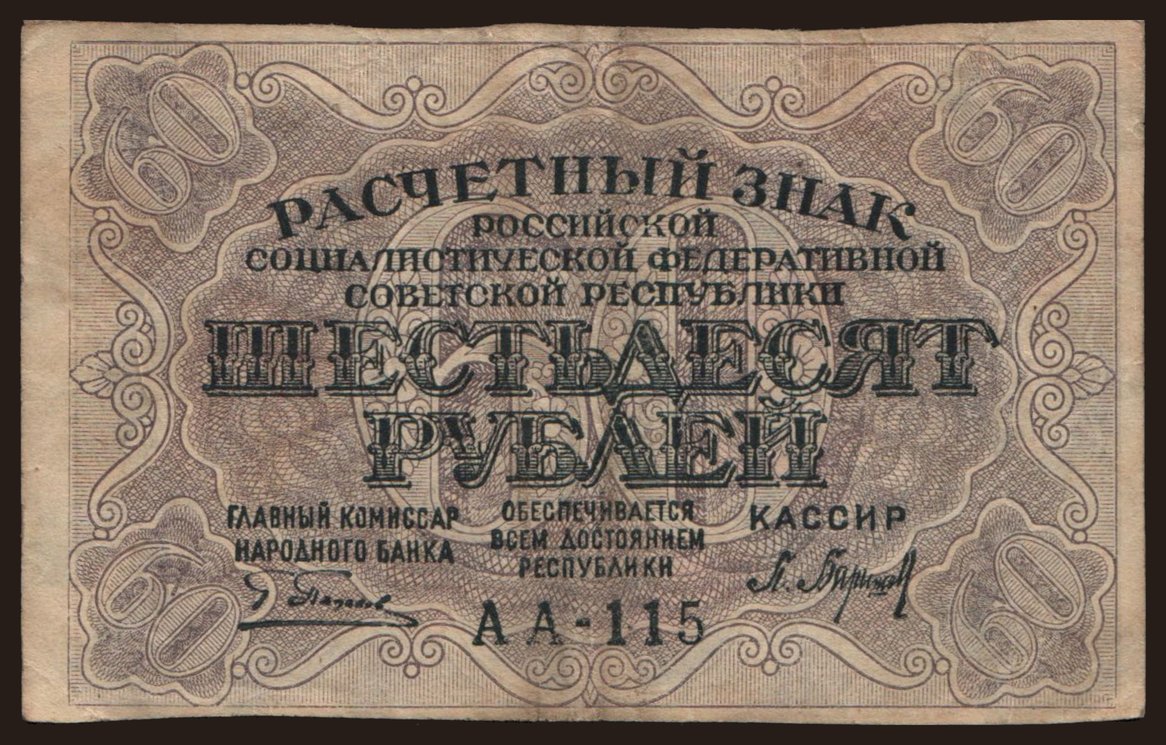 60 60
РАСЧЕТНЫЙ ЗНАК
РОССИЙСКОЙ
СОЦИАЛИСТИЧЕСКОЙ ФЕДЕРАТИВНОЙ
СОВЕТСКОЙ РЕСПУБЛИКИ
60
ШЕСТЬДЕСЯТ
РУБЛЕЙ
ГЛАВНЫЙ КОМИССАР
НАРОДНОГО БАНКА
ОБЕСПЕЧИВАЕТСЯ
ВСЕМ ДОСТОЯНИЕМ
РЕСПУБЛИКИ
КАССИР
АА-115
60 60